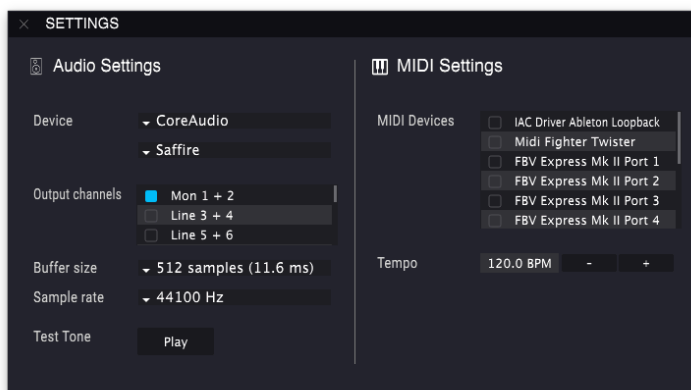 SETTINGS
Audio Settings
Device
CoreAudio
Saffire
Output channels
Mon 1 + 2
Line 3 + 4
Line 5 + 6
Buffer size
512 samples (11.6 ms)
Sample rate
44100 Hz
Test Tone
Play
MIDI Settings
MIDI Devices
IAC Driver Ableton Loopback
Midi Fighter Twister
FBV Express Mk II Port 1
FBV Express Mk II Port 2
FBV Express Mk II Port 3
FBV Express Mk II Port 4
Tempo
120.0 BPM - +